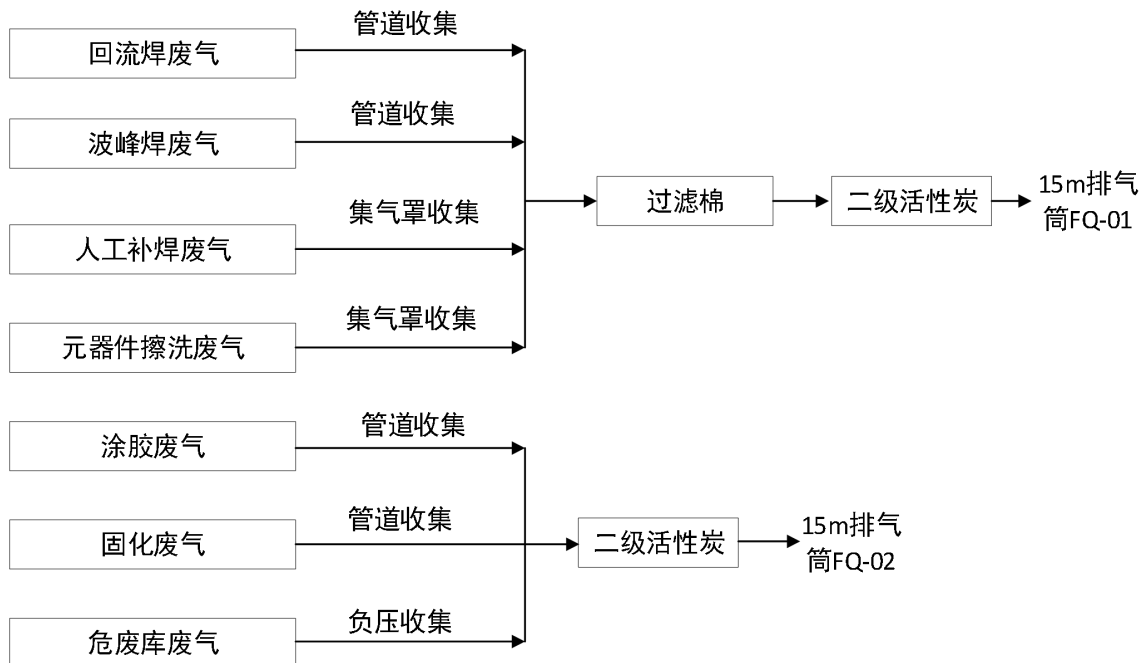 管道收集
回流焊废气
管道收集
波峰焊废气
集气罩收集
人工补焊废气
过滤棉
二级活性炭
15m排气
筒FQ-01
集气罩收集
元器件擦洗废气
管道收集
涂胶废气
管道收集
固化废气
二级活性炭
15m排气
筒FQ-02
负压收集
危废库废气